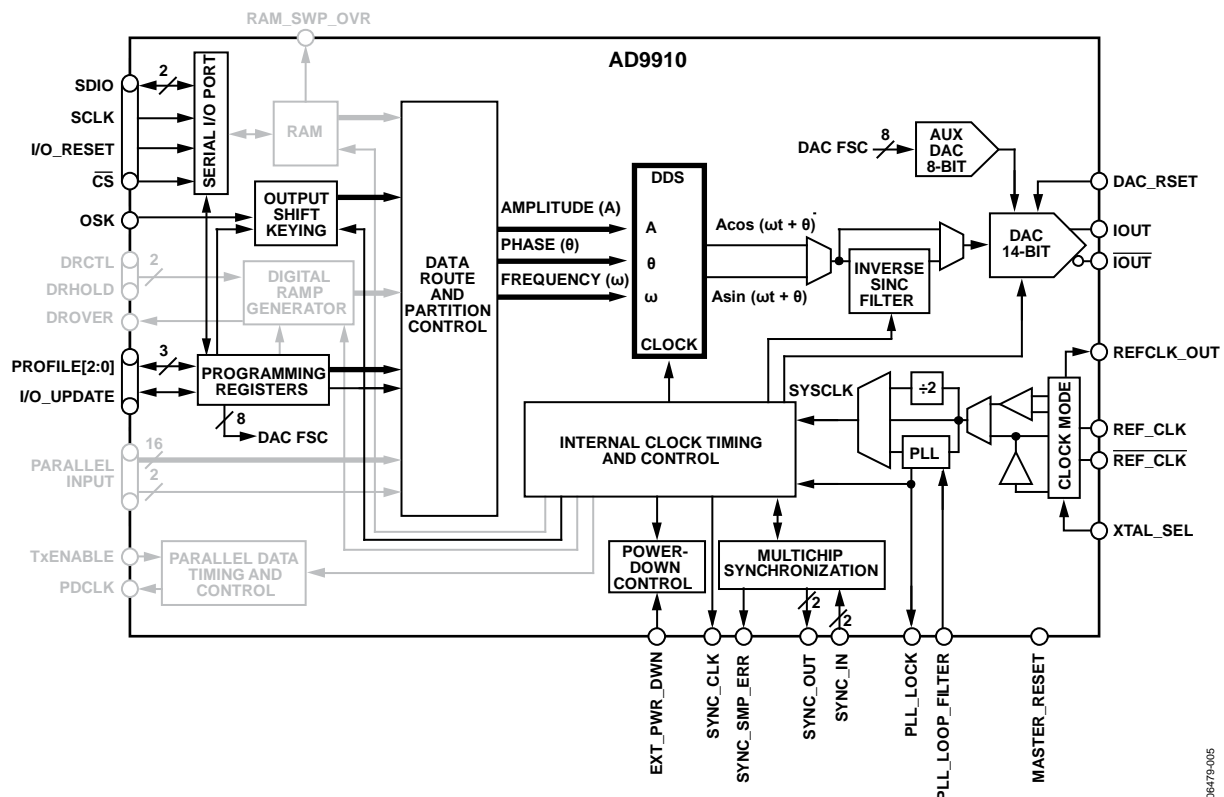 RAM_SWP_OVR
AD9910
SDIO
2
SCLK
I/O_RESET
CS
OSK
SERIAL I/O PORT
RAM
OUTPUT
SHIFT
KEYING
DRCTL
DRHOLD
2
DROVER
DIGITAL
RAMP
GENERATOR
PROFILE[2:0]
3
I/O_UPDATE
PROGRAMMING
REGISTERS
8
DAC FSC
PARALLEL
INPUT
16
2
TxENABLE
PDCLK
PARALLEL DATA
TIMING AND
CONTROL
DATA
ROUTE
AND
PARTITION
CONTROL
AMPLITUDE (A)
PHASE (θ)
FREQUENCY (ω)
DDS
A
θ
ω
CLOCK
Acos (ωt + θ)
Asin (ωt + θ)
INVERSE
SINC
FILTER
DAC FSC
8
AUX
DAC
8-BIT
DAC
14-BIT
DAC_RSET
IOUT
IOUT
INTERNAL CLOCK TIMING
AND CONTROL
SYSCLK
÷2
PLL
CLOCK MODE
REFCLK_OUT
REF_CLK
REF_CLK
XTAL_SEL
POWER-
DOWN
CONTROL
MULTICHIP
SYNCHRONIZATION
2
2
EXT_PWR_DWN
SYNC_CLK
SYNC_SMP_ERR
SYNC_OUT
SYNC_IN
PLL_LOCK
PLL_LOOP_FILTER
MASTER_RESET
06479-005